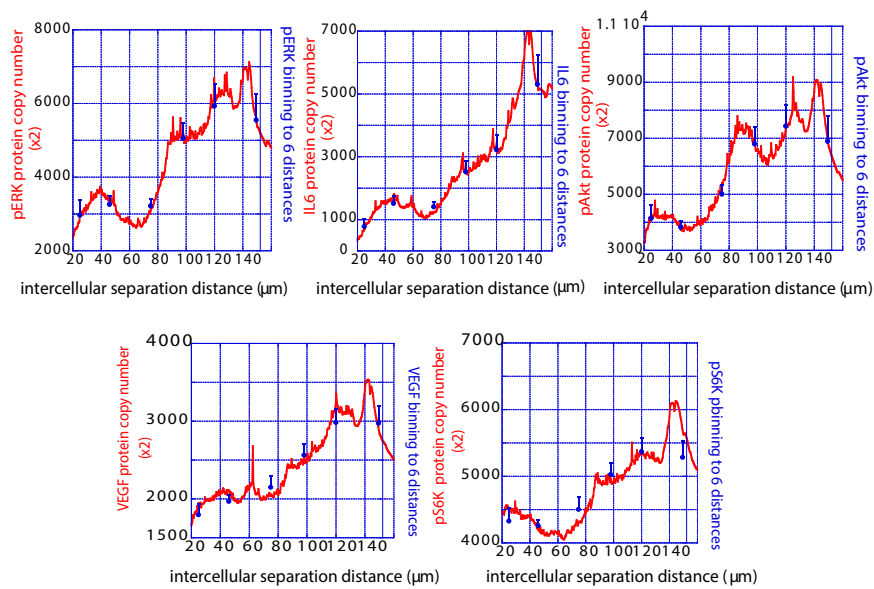 8000
6000
4000
2000
20 40 60 80 100 120 140
pERK protein copy number
(x2)
pERK binning to 6 distances
intercellular separation distance (μm)
7000
5000
3000
1000
0
20 40 60 80 100 120 140
IL6 protein copy number
(x2)
IL6 binning to 6 distances
intercellular separation distance (μm)
1.1 10⁴
9000
7000
5000
3000
20 40 60 80 100 120 140
pAkt protein copy number
(x2)
pAkt binning to 6 distances
intercellular separation distance (μm)
4000
3000
2000
1500
20 40 60 80 100 120 140
VEGF protein copy number
(x2)
VEGF binning to 6 distances
intercellular separation distance (μm)
7000
6000
5000
4000
20 40 60 80 100 120 140
pS6K protein copy number
(x2)
pS6K pbinning to 6 distances
intercellular separation distance (μm)